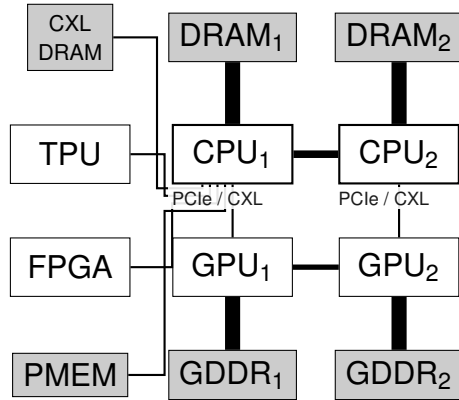 CXL
DRAM
DRAM₁
DRAM₂
TPU
CPU₁
CPU₂
PCIe / CXL
PCIe / CXL
FPGA
GPU₁
GPU₂
PMEM
GDDR₁
GDDR₂